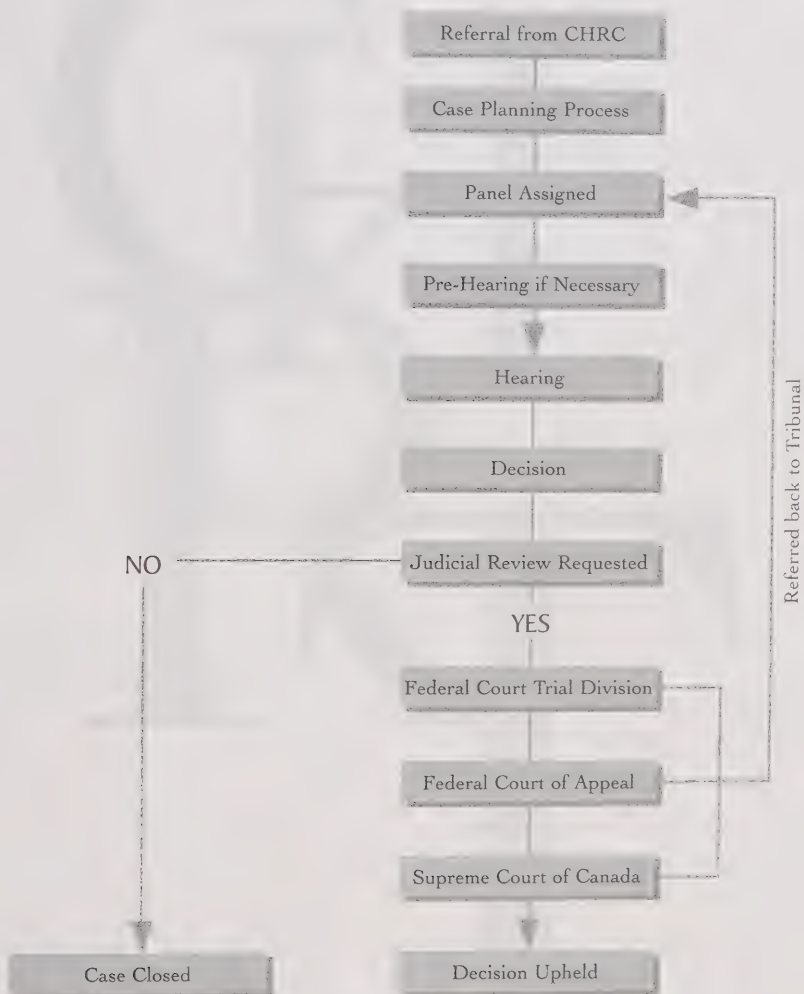 Referral from CHRC
Case Planning Process
Panel Assigned
Pre-Hearing if Necessary
Hearing
Decision
Judicial Review Requested
NO
YES
Federal Court Trial Division
Federal Court of Appeal
Supreme Court of Canada
Referred back to Tribunal
Case Closed
Decision Upheld